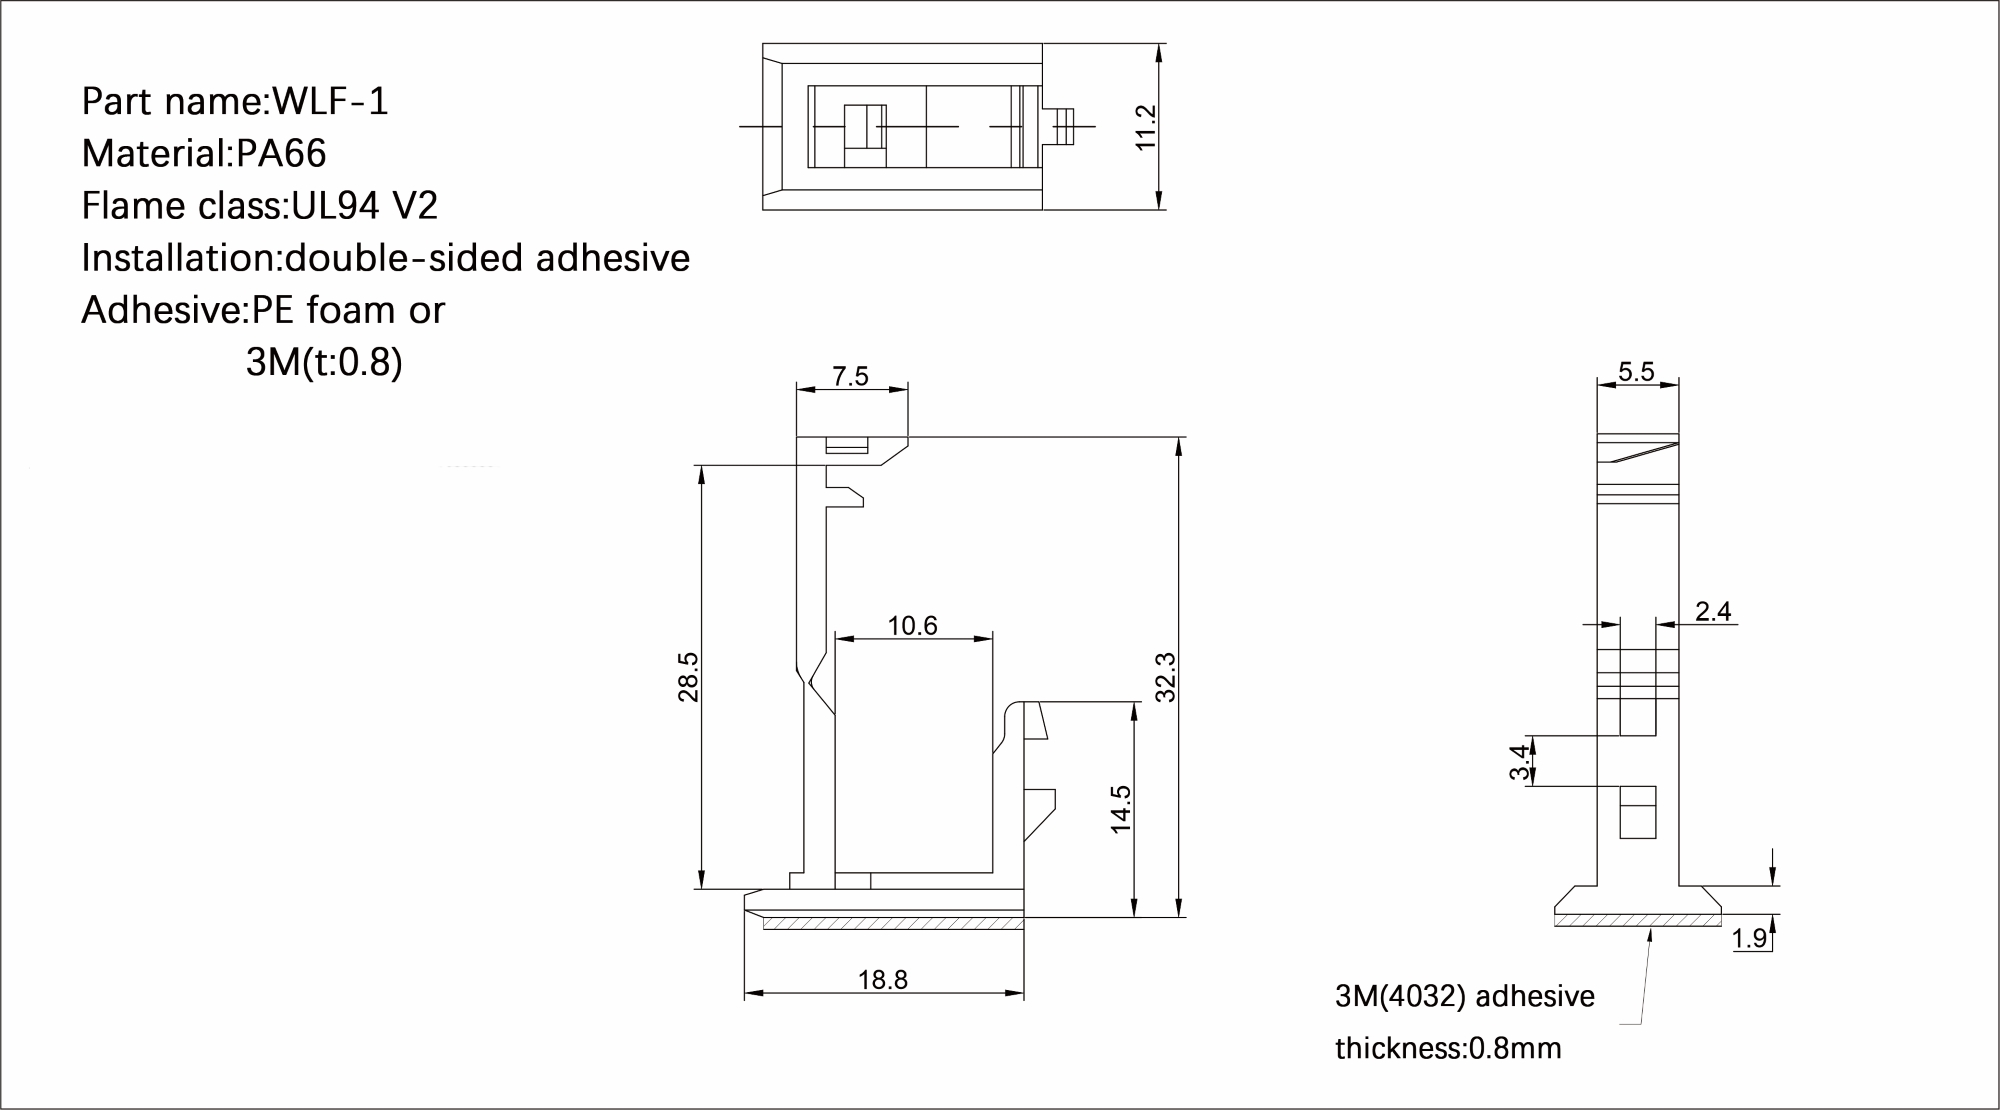 Part name:WLF-1
Material:PA66
Flame class:UL94 V2
Installation:double-sided adhesive
Adhesive:PE foam or
3M(t:0.8)
11.2
7.5
5.5
10.6
2.4
28.5
32.3
3.4
14.5
1.9
18.8
3M(4032) adhesive
thickness:0.8mm